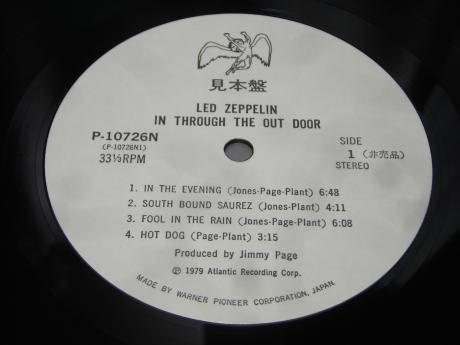 見本盤
LED ZEPPELIN
IN THROUGH THE OUT DOOR
P-10726N
(P-10726N1)
33⅓RPM
SIDE
1 (非売品)
STEREO
1. IN THE EVENING (Jones-Page-Plant) 6:48
2. SOUTH BOUND SAUREZ (Jones-Plant) 4:11
3. FOOL IN THE RAIN (Jones-Page-Plant) 6:08
4. HOT DOG (Page-Plant) 3:15
Produced by Jimmy Page
℗ 1979 Atlantic Recording Corp.
MADE BY WARNER PIONEER CORPORATION, JAPAN.